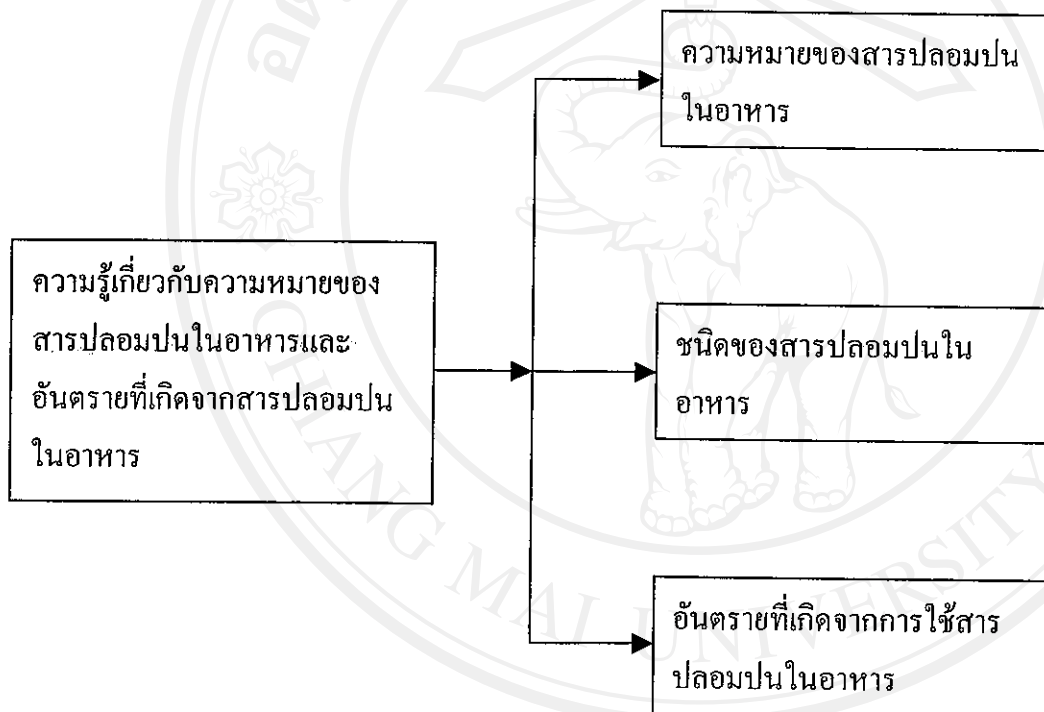 ความหมายของสารปลอมปน
ในอาหาร
ความรู้เกี่ยวกับความหมายของ
สารปลอมปนในอาหารและ
อันตรายที่เกิดจากสารปลอมปน
ในอาหาร
ชนิดของสารปลอมปนใน
อาหาร
อันตรายที่เกิดจากการใช้สาร
ปลอมปนในอาหาร
CHIANG MAI UNIVERSITY